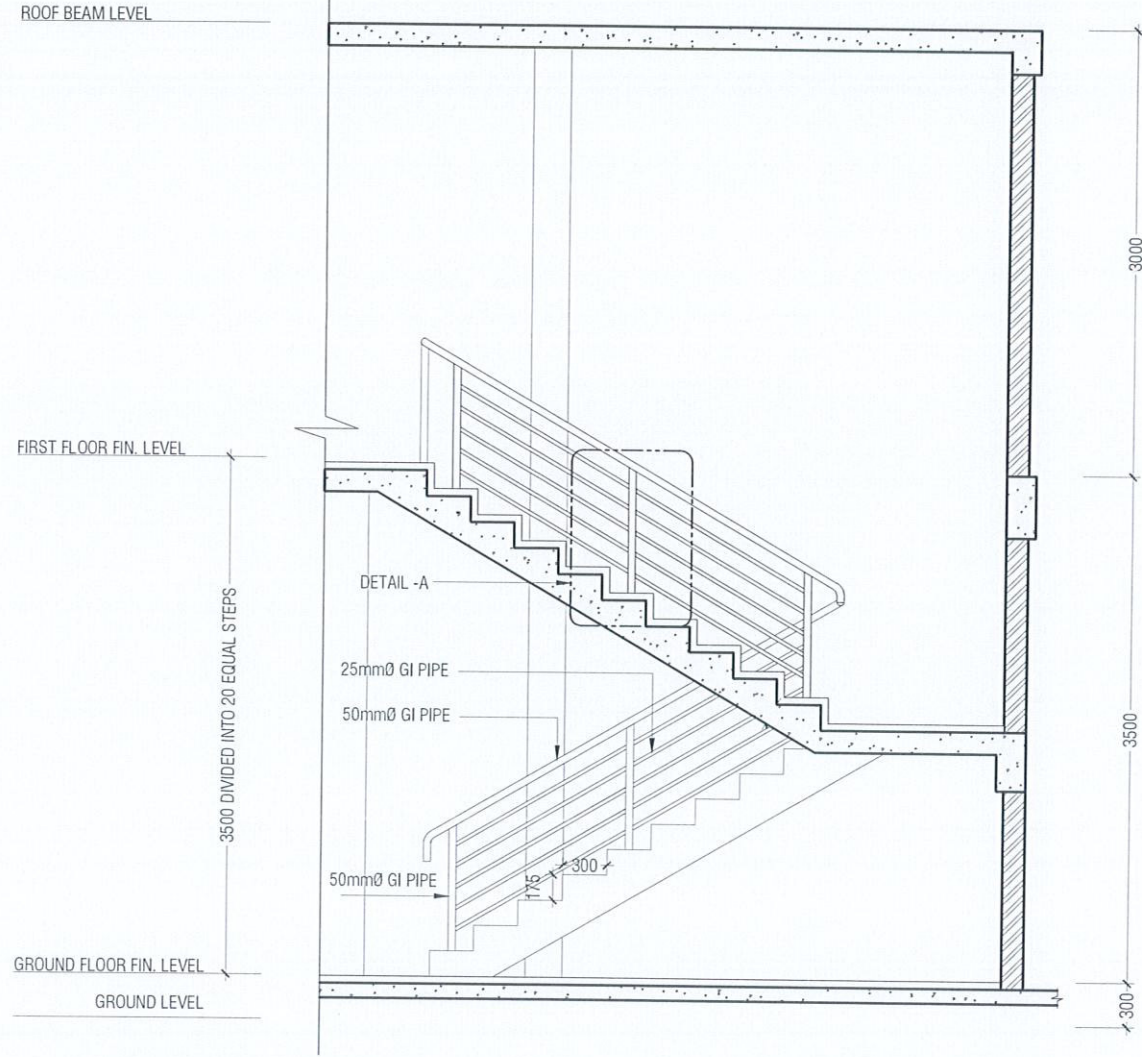 ROOF BEAM LEVEL
3000
FIRST FLOOR FIN. LEVEL
DETAIL -A
3500 DIVIDED INTO 20 EQUAL STEPS
25mmØ GI PIPE
50mmØ GI PIPE
3500
300
175
50mmØ GI PIPE
GROUND FLOOR FIN. LEVEL
GROUND LEVEL
300